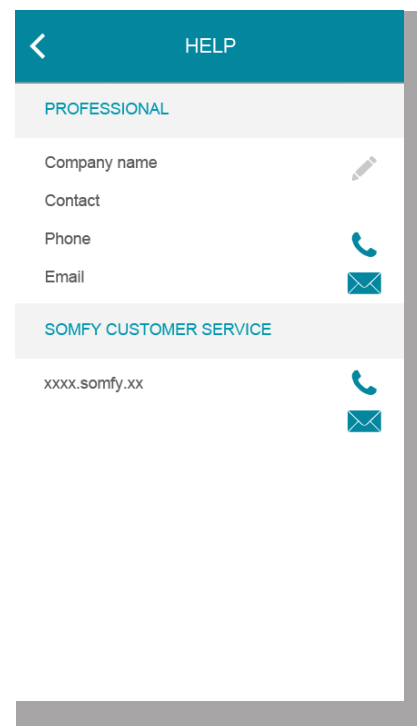 HELP
PROFESSIONAL
Company name
Contact
Phone
Email
SOMFY CUSTOMER SERVICE
xxxx.somfy.xx